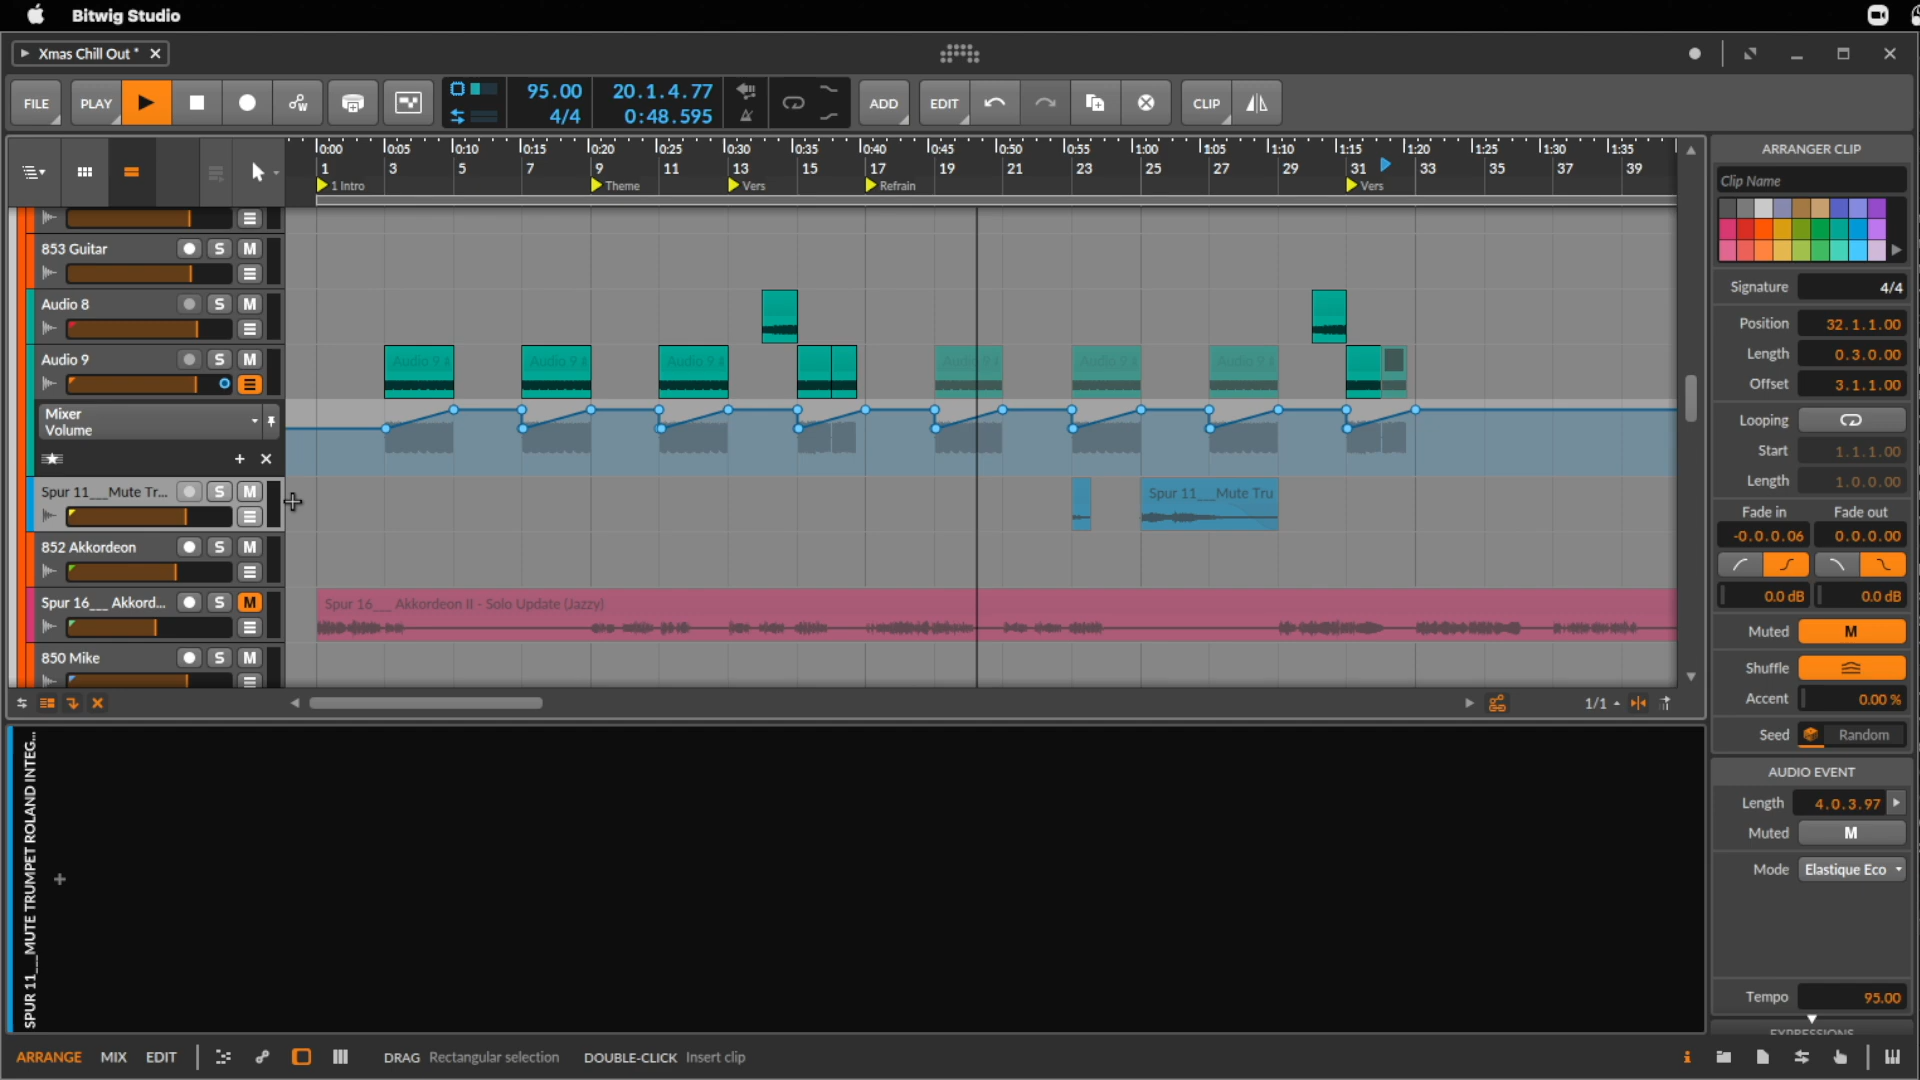 Bitwig Studio
Xmas Chill Out *
FILE
PLAY
95.00
4/4
20.1.4.77
0:48.595
ADD
EDIT
CLIP
0:00 0:05 0:10 0:15 0:20 0:25 0:30 0:35 0:40 0:45 0:50 0:55 1:00 1:05 1:10 1:15 1:20 1:25 1:30 1:35
1 3 5 7 9 11 13 15 17 19 21 23 25 27 29 31 33 35 37 39
1 Intro Theme Vers Refrain Vers
853 Guitar S M
Audio 8 S M
Audio 9 S M
Mixer
Volume
Spur 11___Mute Tr... S M
Spur 11___Mute Tru
852 Akkordeon S M
Spur 16___ Akkord... S M
Spur 16___ Akkordeon II - Solo Update (Jazzy)
850 Mike S M
1/1
ARRANGER CLIP
Clip Name
Signature 4/4
Position 32.1.1.00
Length 0.3.0.00
Offset 3.1.1.00
Looping
Start 1.1.1.00
Length 1.0.0.00
Fade in Fade out
-0.0.0.06 0.0.0.00
0.0 dB 0.0 dB
Muted M
Shuffle
Accent 0.00 %
Seed Random
AUDIO EVENT
Length 4.0.3.97
Muted M
Mode Elastique Eco
Tempo 95.00
EXPRESSIONS
SPUR 11___MUTE TRUMPET ROLAND INTEG...
ARRANGE MIX EDIT
DRAG Rectangular selection DOUBLE-CLICK Insert clip